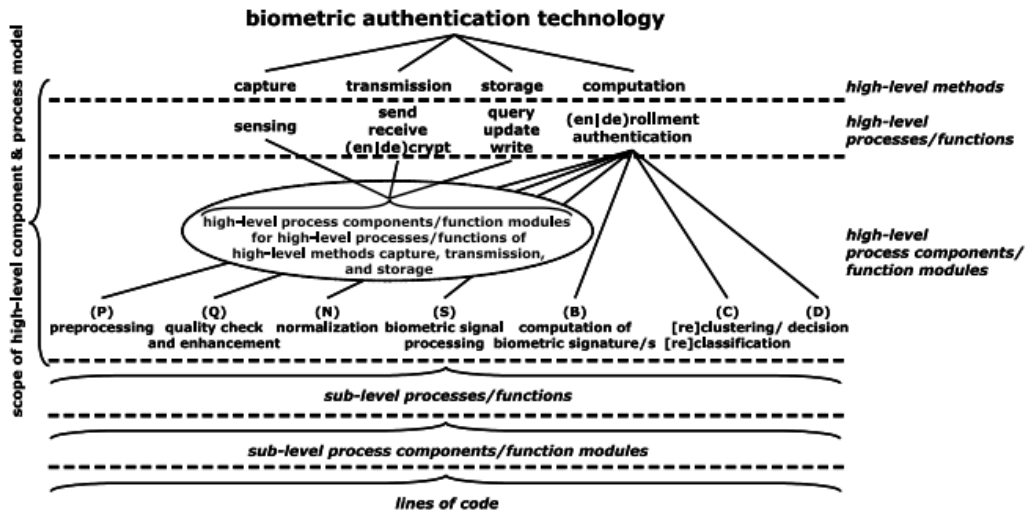 biometric authentication technology
scope of high-level component & process model
capture transmission storage computation
high-level methods
sensing
send
receive
(en|de)crypt
query
update
write
(en|de)rollment
authentication
high-level
processes/functions
high-level process components/function modules
for high-level processes/functions of
high-level methods capture, transmission,
and storage
high-level
process components/
function modules
(P)
preprocessing
(Q)
quality check
and enhancement
(N)
normalization
(S)
biometric signal
processing
(B)
computation of
biometric signature/s
(C)
[re]clustering/
[re]classification
(D)
decision
sub-level processes/functions
sub-level process components/function modules
lines of code